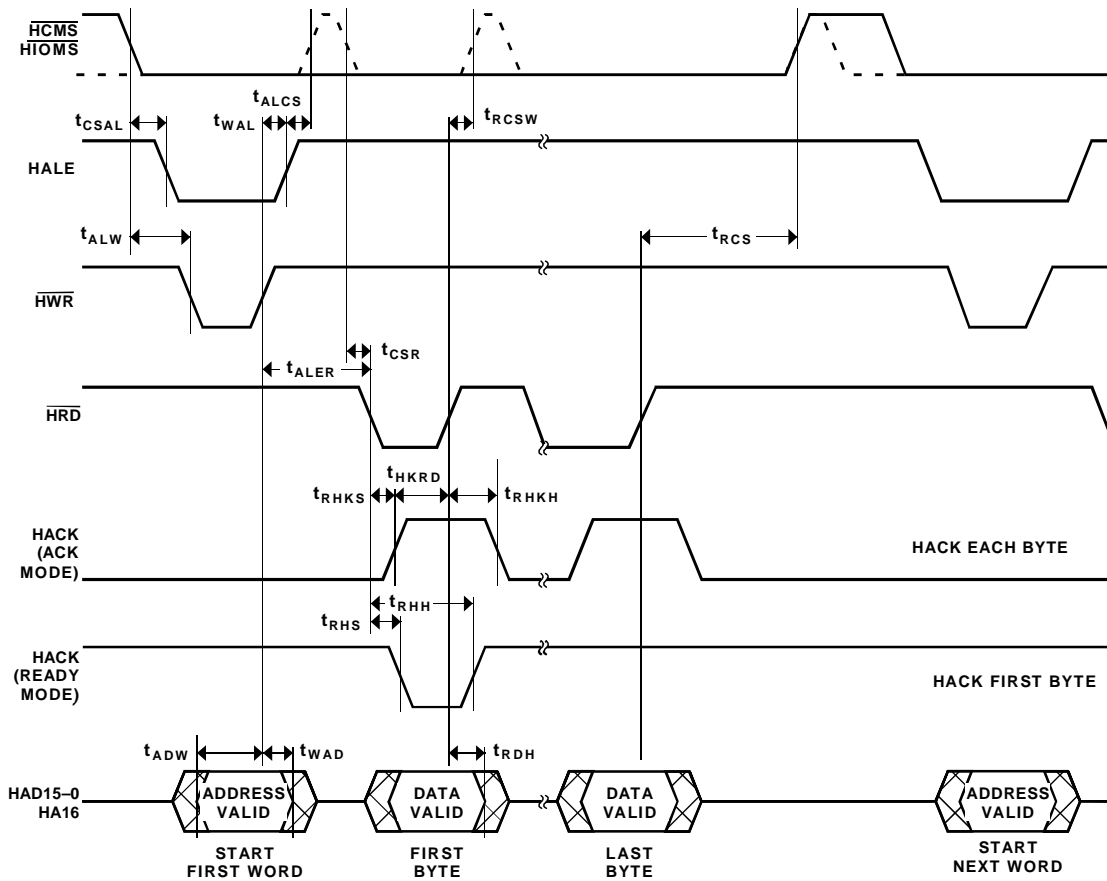 HCMS
HIOMS
tALCS
tCSAL
tWAL
tRCSW
HALE
tALW
tRCS
HWR
tCSR
tALER
HRD
tHKRD
tRHKS
tRHKH
HACK
(ACK
MODE)
HACK EACH BYTE
tRHH
tRHS
HACK
(READY
MODE)
HACK FIRST BYTE
tADW
tWAD
tRDH
HAD15–0
HA16
ADDRESS
VALID
DATA
VALID
DATA
VALID
ADDRESS
VALID
START
FIRST WORD
FIRST
BYTE
LAST
BYTE
START
NEXT WORD